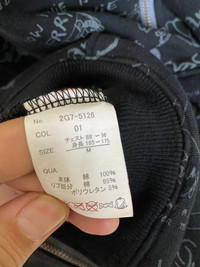 No. 2G7-5126
COL. 01
チェスト 88 〜 96
身長 165 〜 175
SIZE. M
QUA.
本体 綿 100%
リブ部分 綿 95%
ポリウレタン 5%